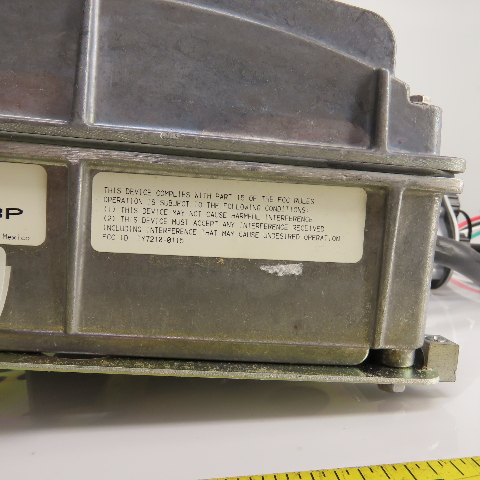 THIS DEVICE COMPLIES WITH PART 15 OF THE FCC RULES
OPERATION IS SUBJECT TO THE FOLLOWING CONDITIONS:
(1) THIS DEVICE MAY NOT CAUSE HARMFUL INTERFERENCE
(2) THIS DEVICE MUST ACCEPT ANY INTERFERENCE RECEIVED
INCLUDING INTERFERENCE THAT MAY CAUSE UNDESIRED OPERATION.
FCC ID
Mexico